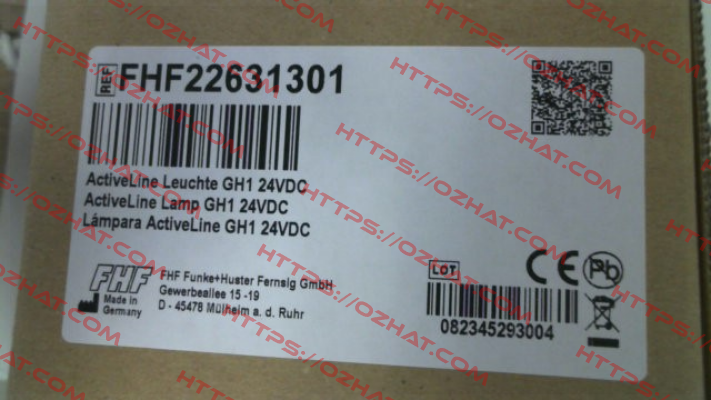 REF FHF22631301
ActiveLine Leuchte GH1 24VDC
ActiveLine Lamp GH1 24VDC
Lámpara ActiveLine GH1 24VDC
FHF
Made in
Germany
FHF Funke+Huster Fernsig GmbH
Gewerbeallee 15 -19
D - 45478 Mülheim a. d. Ruhr
LOT
CE
Pb
082345293004
HTTPS://OZHAT.COM